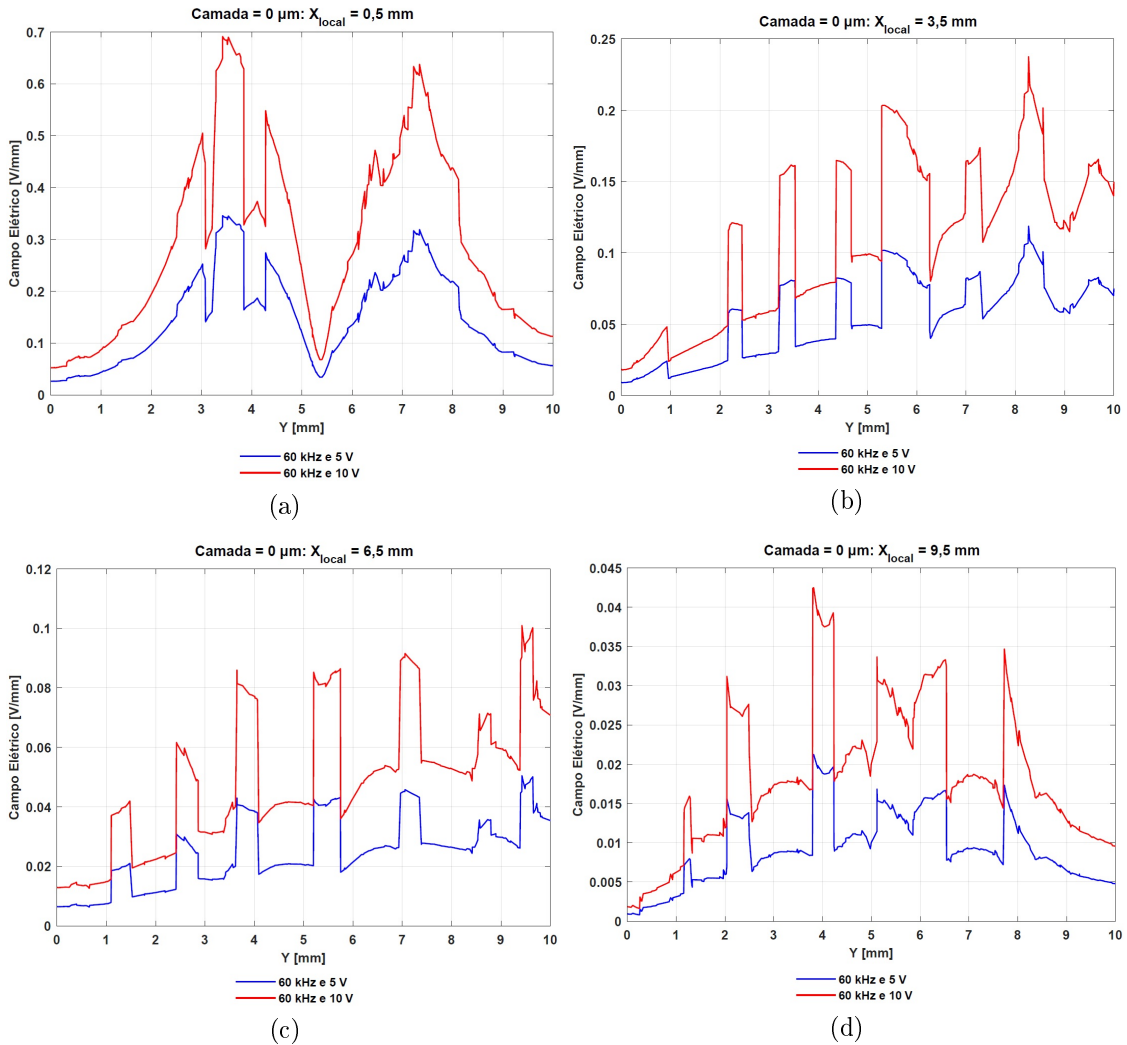 Camada = 0 µm: Xlocal = 0,5 mm
Campo Elétrico [V/mm]
0.7
0.6
0.5
0.4
0.3
0.2
0.1
0
0 1 2 3 4 5 6 7 8 9 10
Y [mm]
60 kHz e 5 V
60 kHz e 10 V
(a)
Camada = 0 µm: Xlocal = 3,5 mm
Campo Elétrico [V/mm]
0.25
0.2
0.15
0.1
0.05
0
0 1 2 3 4 5 6 7 8 9 10
Y [mm]
60 kHz e 5 V
60 kHz e 10 V
(b)
Camada = 0 µm: Xlocal = 6,5 mm
Campo Elétrico [V/mm]
0.12
0.1
0.08
0.06
0.04
0.02
0
0 1 2 3 4 5 6 7 8 9 10
Y [mm]
60 kHz e 5 V
60 kHz e 10 V
(c)
Camada = 0 µm: Xlocal = 9,5 mm
Campo Elétrico [V/mm]
0.045
0.04
0.035
0.03
0.025
0.02
0.015
0.01
0.005
0
0 1 2 3 4 5 6 7 8 9 10
Y [mm]
60 kHz e 5 V
60 kHz e 10 V
(d)